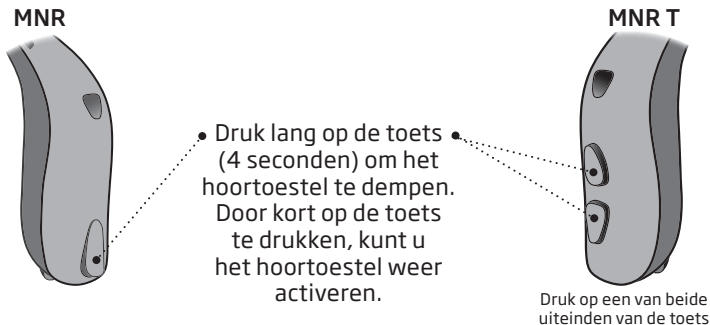 MNR
MNR T
Druk lang op de toets
(4 seconden) om het
hoortoestel te dempen.
Door kort op de toets
te drukken, kunt u
het hoortoestel weer
activeren.
Druk op een van beide
uiteinden van de toets